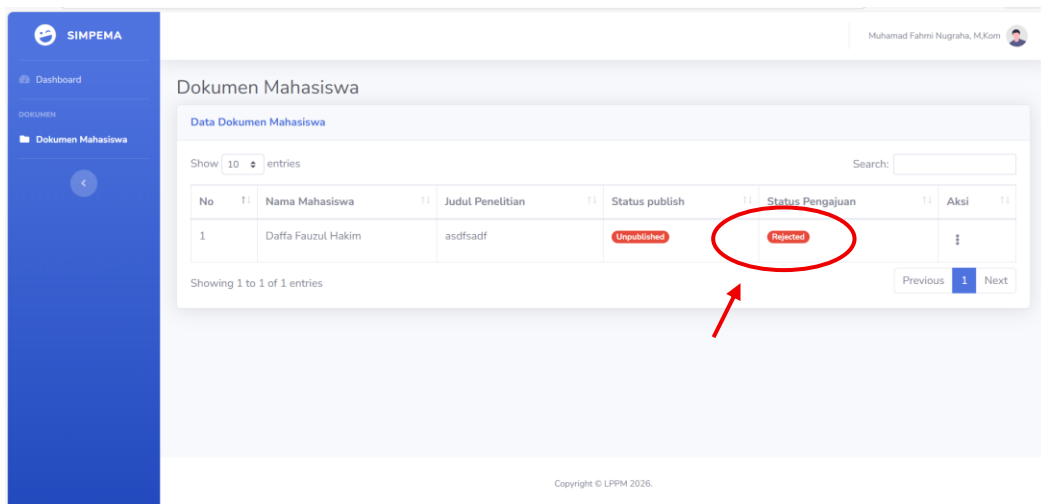 SIMPEMA
Muhamad Fahmi Nugraha, M,Kom
Dashboard
DOKUMEN
Dokumen Mahasiswa
Dokumen Mahasiswa
Data Dokumen Mahasiswa
Show 10 entries
Search:
No Nama Mahasiswa Judul Penelitian Status publish Status Pengajuan Aksi
1 Daffa Fauzul Hakim asdfsadf Unpublished Rejected
Showing 1 to 1 of 1 entries
Previous 1 Next
Copyright © LPPM 2026.